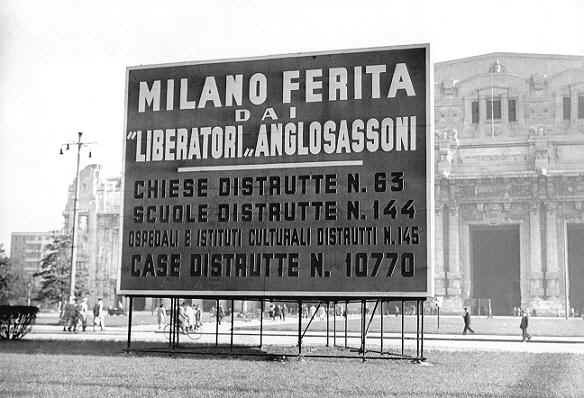 MILANO FERITA
DAI
"LIBERATORI„ ANGLOSASSONI
CHIESE DISTRUTTE N. 63
SCUOLE DISTRUTTE N. 144
OSPEDALI E ISTITUTI CULTURALI DISTRUTTI N. 145
CASE DISTRUTTE N. 10770